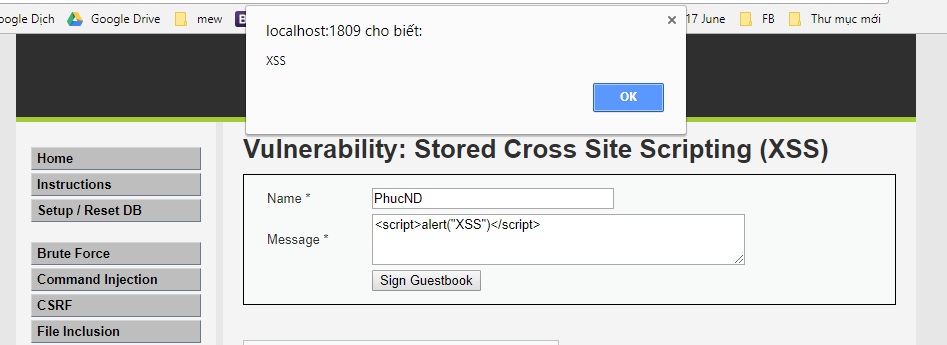 oogle Dịch Google Drive mew B 17 June FB Thư mục mới
localhost:1809 cho biết:
XSS
OK
Vulnerability: Stored Cross Site Scripting (XSS)
Home
Instructions
Setup / Reset DB
Brute Force
Command Injection
CSRF
File Inclusion
Name * PhucND
Message * <script>alert("XSS")</script>
Sign Guestbook